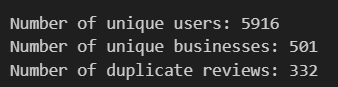 Number of unique users: 5916
Number of unique businesses: 501
Number of duplicate reviews: 332